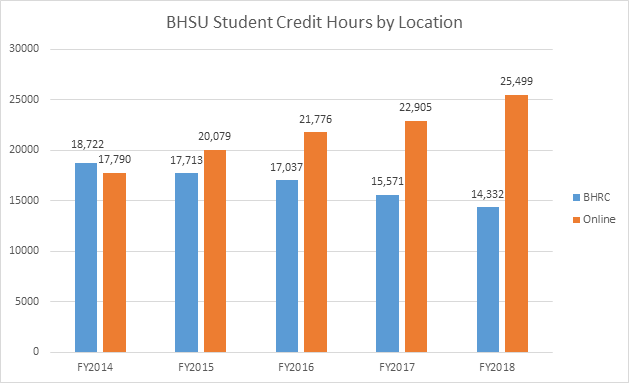 BHSU Student Credit Hours by Location
30000
25000
20000
15000
10000
5000
0
18,722
17,790
17,713
20,079
17,037
21,776
15,571
22,905
14,332
25,499
FY2014
FY2015
FY2016
FY2017
FY2018
BHRC
Online